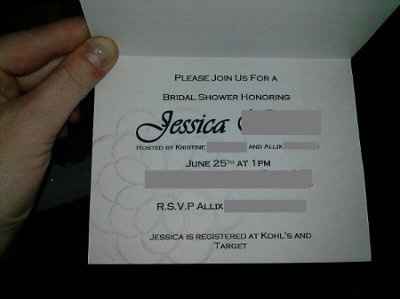 Please Join Us For a
Bridal Shower Honoring
Jessica
Hosted by Kristine and Allix
June 25th at 1pm
R.S.V.P Allix
Jessica is registered at Kohl's and
Target